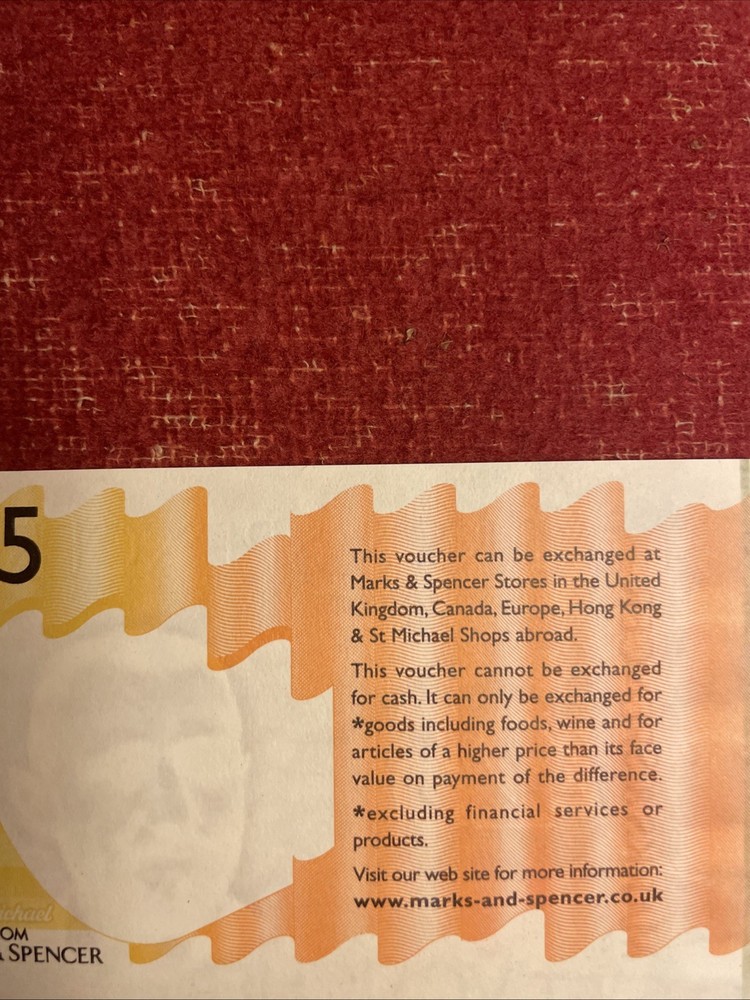 5
This voucher can be exchanged at
Marks & Spencer Stores in the United
Kingdom, Canada, Europe, Hong Kong
& St Michael Shops abroad.
This voucher cannot be exchanged
for cash. It can only be exchanged for
*goods including foods, wine and for
articles of a higher price than its face
value on payment of the difference.
*excluding financial services or
products.
Visit our web site for more information:
www.marks-and-spencer.co.uk
ichael
OM
& SPENCER